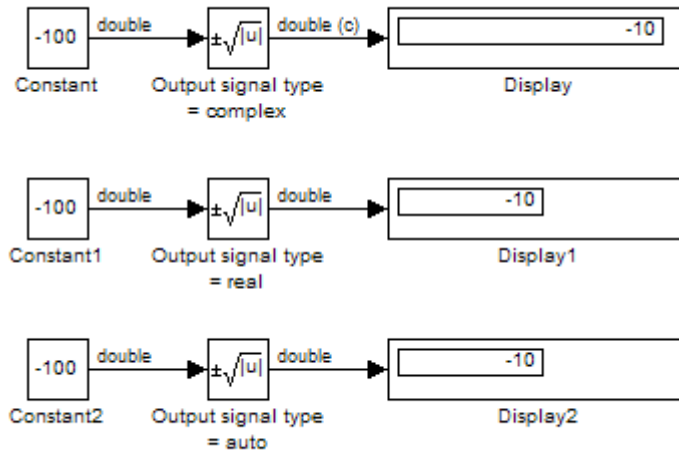 double double (c)
-100 ±√|u| -10
Constant Output signal type Display
= complex
double double
-100 ±√|u| -10
Constant1 Output signal type Display1
= real
double double
-100 ±√|u| -10
Constant2 Output signal type Display2
= auto